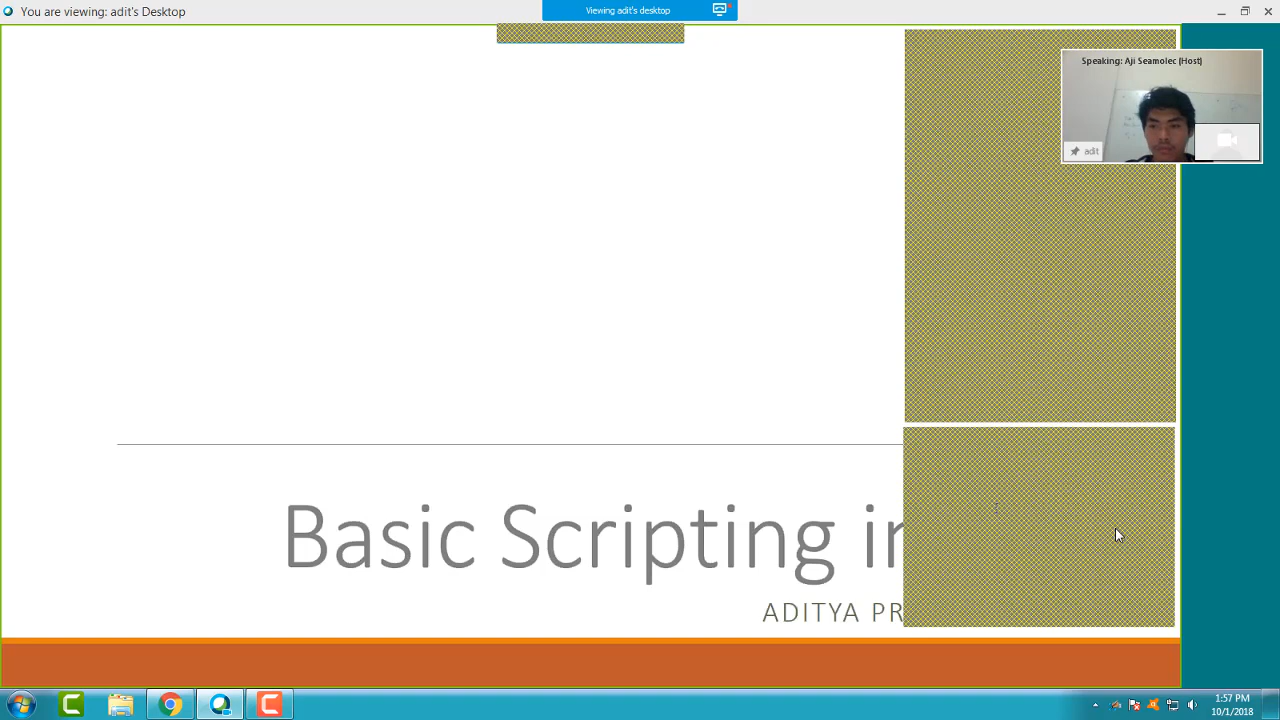 You are viewing: adit's Desktop
Viewing adit's desktop
Speaking: Aji Seamolec (Host)
adit
Basic Scripting in
ADITYA PR
1:57 PM
10/1/2018